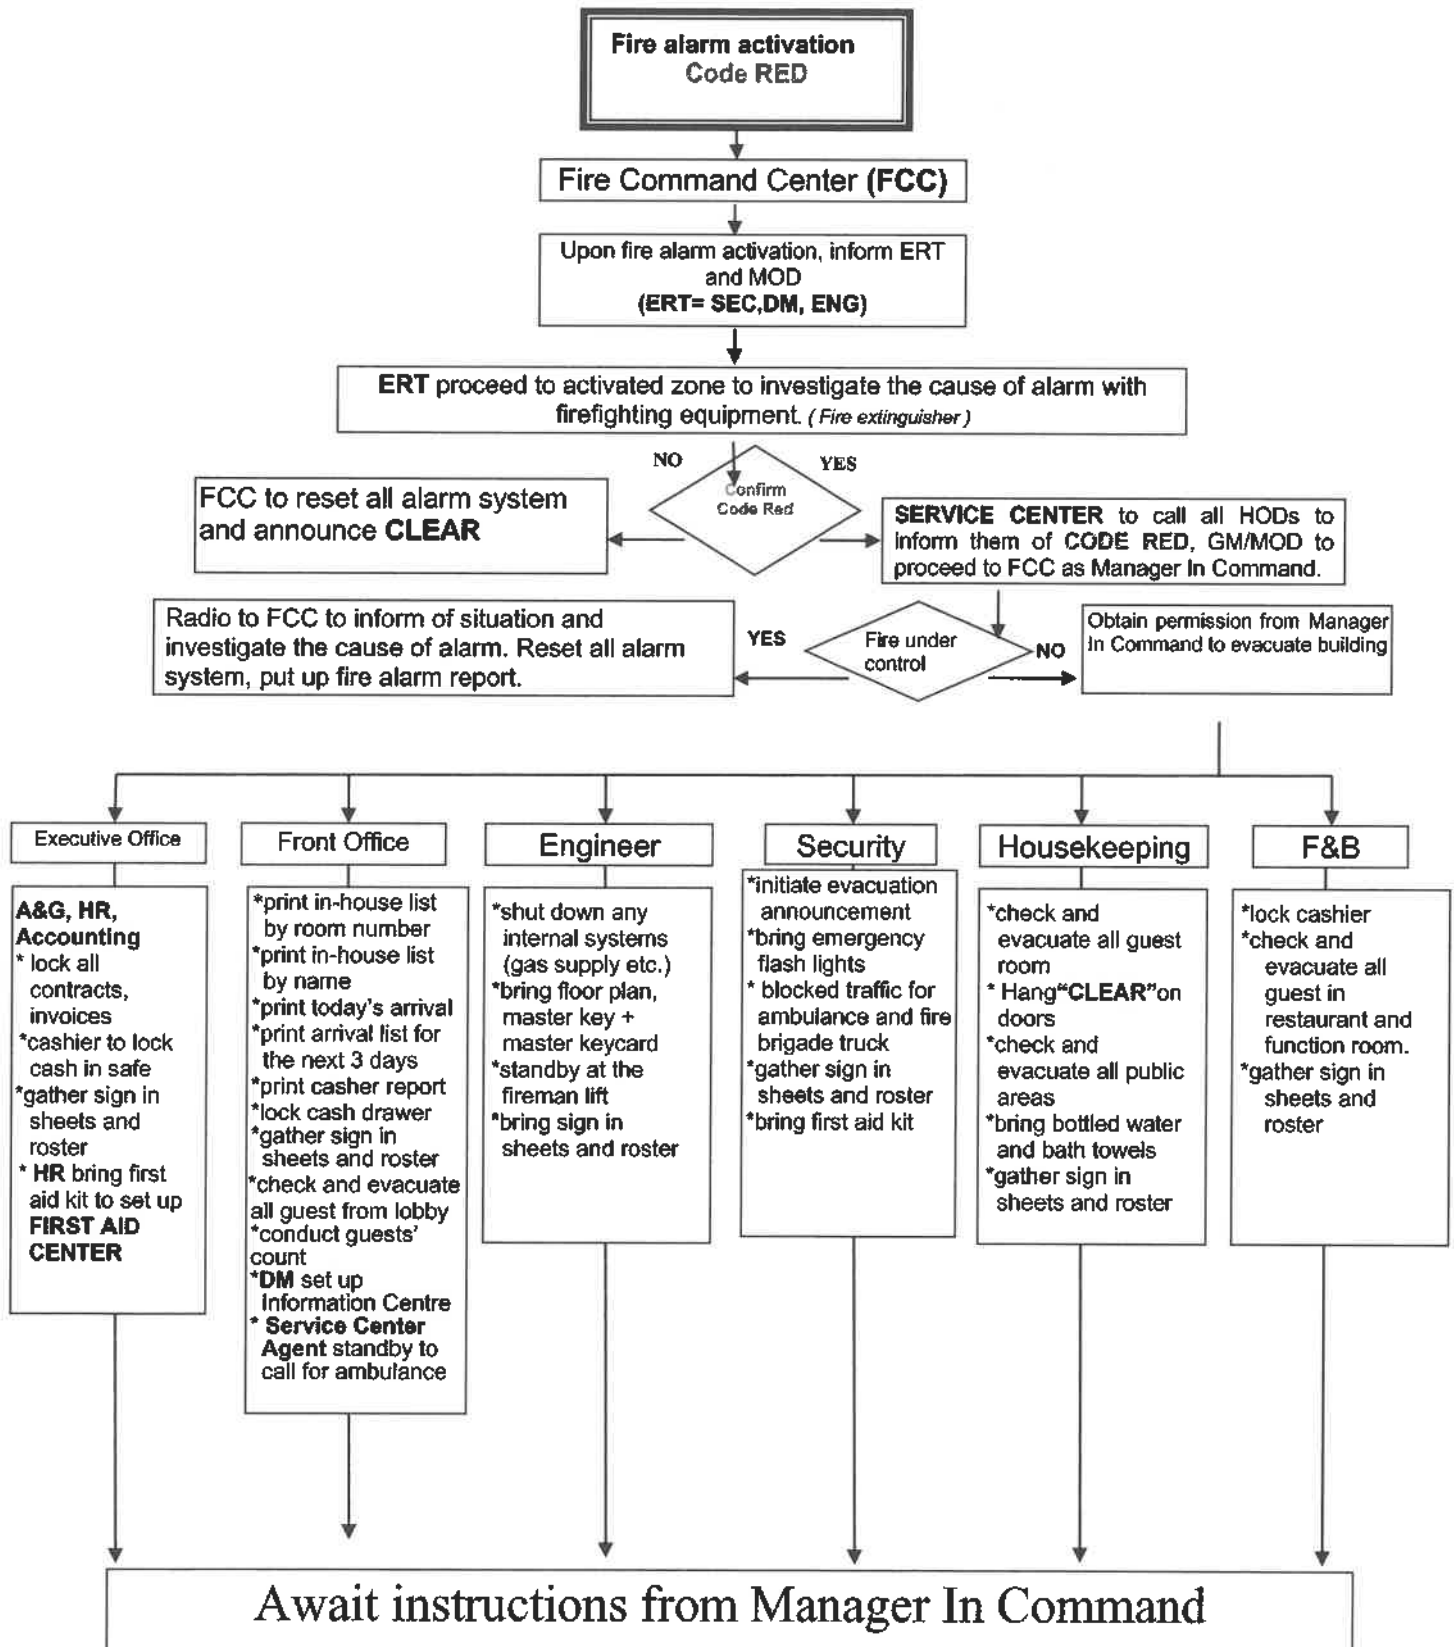 Fire alarm activation
Code RED
Fire Command Center (FCC)
Upon fire alarm activation, inform ERT
and MOD
(ERT= SEC,DM, ENG)
ERT proceed to activated zone to investigate the cause of alarm with
firefighting equipment. ( Fire extinguisher )
NO
YES
Confirm
Code Red
FCC to reset all alarm system
and announce CLEAR
SERVICE CENTER to call all HODs to
inform them of CODE RED, GM/MOD to
proceed to FCC as Manager In Command.
Radio to FCC to inform of situation and
investigate the cause of alarm. Reset all alarm
system, put up fire alarm report.
YES
Fire under
control
NO
Obtain permission from Manager
In Command to evacuate building
Executive Office
A&G, HR,
Accounting
* lock all
contracts,
invoices
*cashier to lock
cash in safe
*gather sign in
sheets and
roster
* HR bring first
aid kit to set up
FIRST AID
CENTER
Front Office
*print in-house list
by room number
*print in-house list
by name
*print today's arrival
*print arrival list for
the next 3 days
*print casher report
*lock cash drawer
*gather sign in
sheets and roster
*check and evacuate
all guest from lobby
*conduct guests'
count
*DM set up
Information Centre
* Service Center
Agent standby to
call for ambulance
Engineer
*shut down any
internal systems
(gas supply etc.)
*bring floor plan,
master key +
master keycard
*standby at the
fireman lift
*bring sign in
sheets and roster
Security
*initiate evacuation
announcement
*bring emergency
flash lights
* blocked traffic for
ambulance and fire
brigade truck
*gather sign in
sheets and roster
*bring first aid kit
Housekeeping
*check and
evacuate all guest
room
* Hang"CLEAR"on
doors
*check and
evacuate all public
areas
*bring bottled water
and bath towels
*gather sign in
sheets and roster
F&B
*lock cashier
*check and
evacuate all
guest in
restaurant and
function room.
*gather sign in
sheets and
roster
Await instructions from Manager In Command